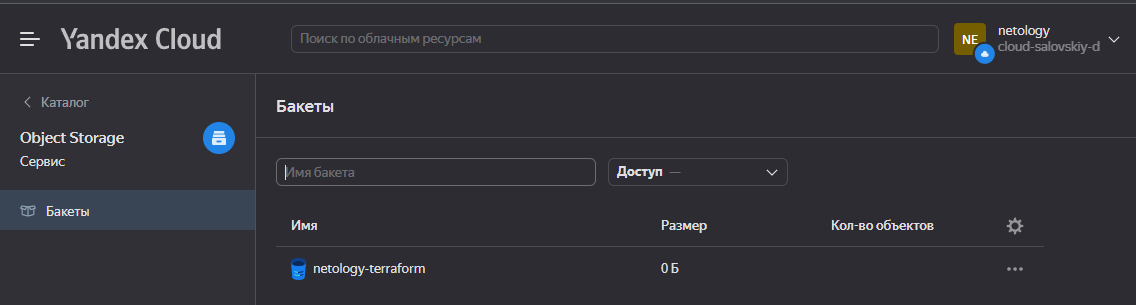 Yandex Cloud
Поиск по облачным ресурсам
NE
netology
cloud-salovskiy-d
Каталог
Object Storage
Сервис
Бакеты
Бакеты
Имя бакета
Доступ —
Имя Размер Кол-во объектов
netology-terraform 0 Б